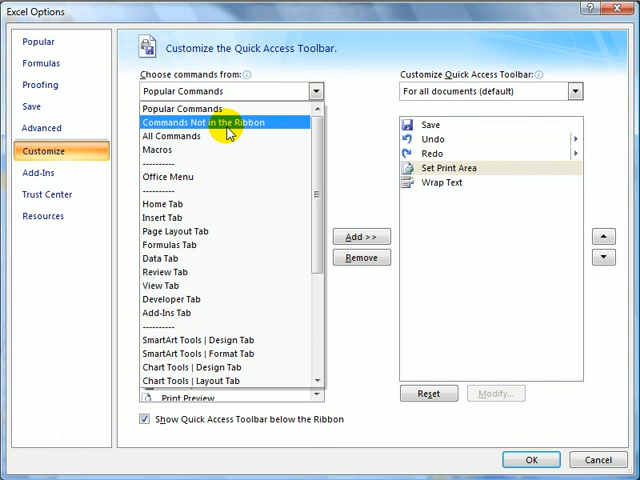 Excel Options
Popular
Formulas
Proofing
Save
Advanced
Customize
Add-Ins
Trust Center
Resources
Customize the Quick Access Toolbar.
Choose commands from:
Popular Commands
Popular Commands
Commands Not in the Ribbon
All Commands
Macros
----------
Office Menu
----------
Home Tab
Insert Tab
Page Layout Tab
Formulas Tab
Data Tab
Review Tab
View Tab
Developer Tab
Add-Ins Tab
----------
SmartArt Tools | Design Tab
SmartArt Tools | Format Tab
Chart Tools | Design Tab
Chart Tools | Layout Tab
Print Preview
Show Quick Access Toolbar below the Ribbon
Add >>
Remove
Customize Quick Access Toolbar:
For all documents (default)
Save
Undo
Redo
Set Print Area
Wrap Text
Reset
Modify...
OK
Cancel